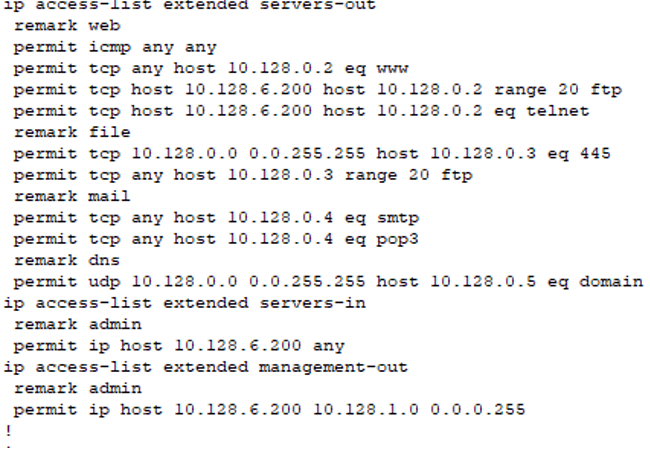 ip access-list extended servers-out
remark web
permit icmp any any
permit tcp any host 10.128.0.2 eq www
permit tcp host 10.128.6.200 host 10.128.0.2 range 20 ftp
permit tcp host 10.128.6.200 host 10.128.0.2 eq telnet
remark file
permit tcp 10.128.0.0 0.0.255.255 host 10.128.0.3 eq 445
permit tcp any host 10.128.0.3 range 20 ftp
remark mail
permit tcp any host 10.128.0.4 eq smtp
permit tcp any host 10.128.0.4 eq pop3
remark dns
permit udp 10.128.0.0 0.0.255.255 host 10.128.0.5 eq domain
ip access-list extended servers-in
remark admin
permit ip host 10.128.6.200 any
ip access-list extended management-out
remark admin
permit ip host 10.128.6.200 10.128.1.0 0.0.0.255
!